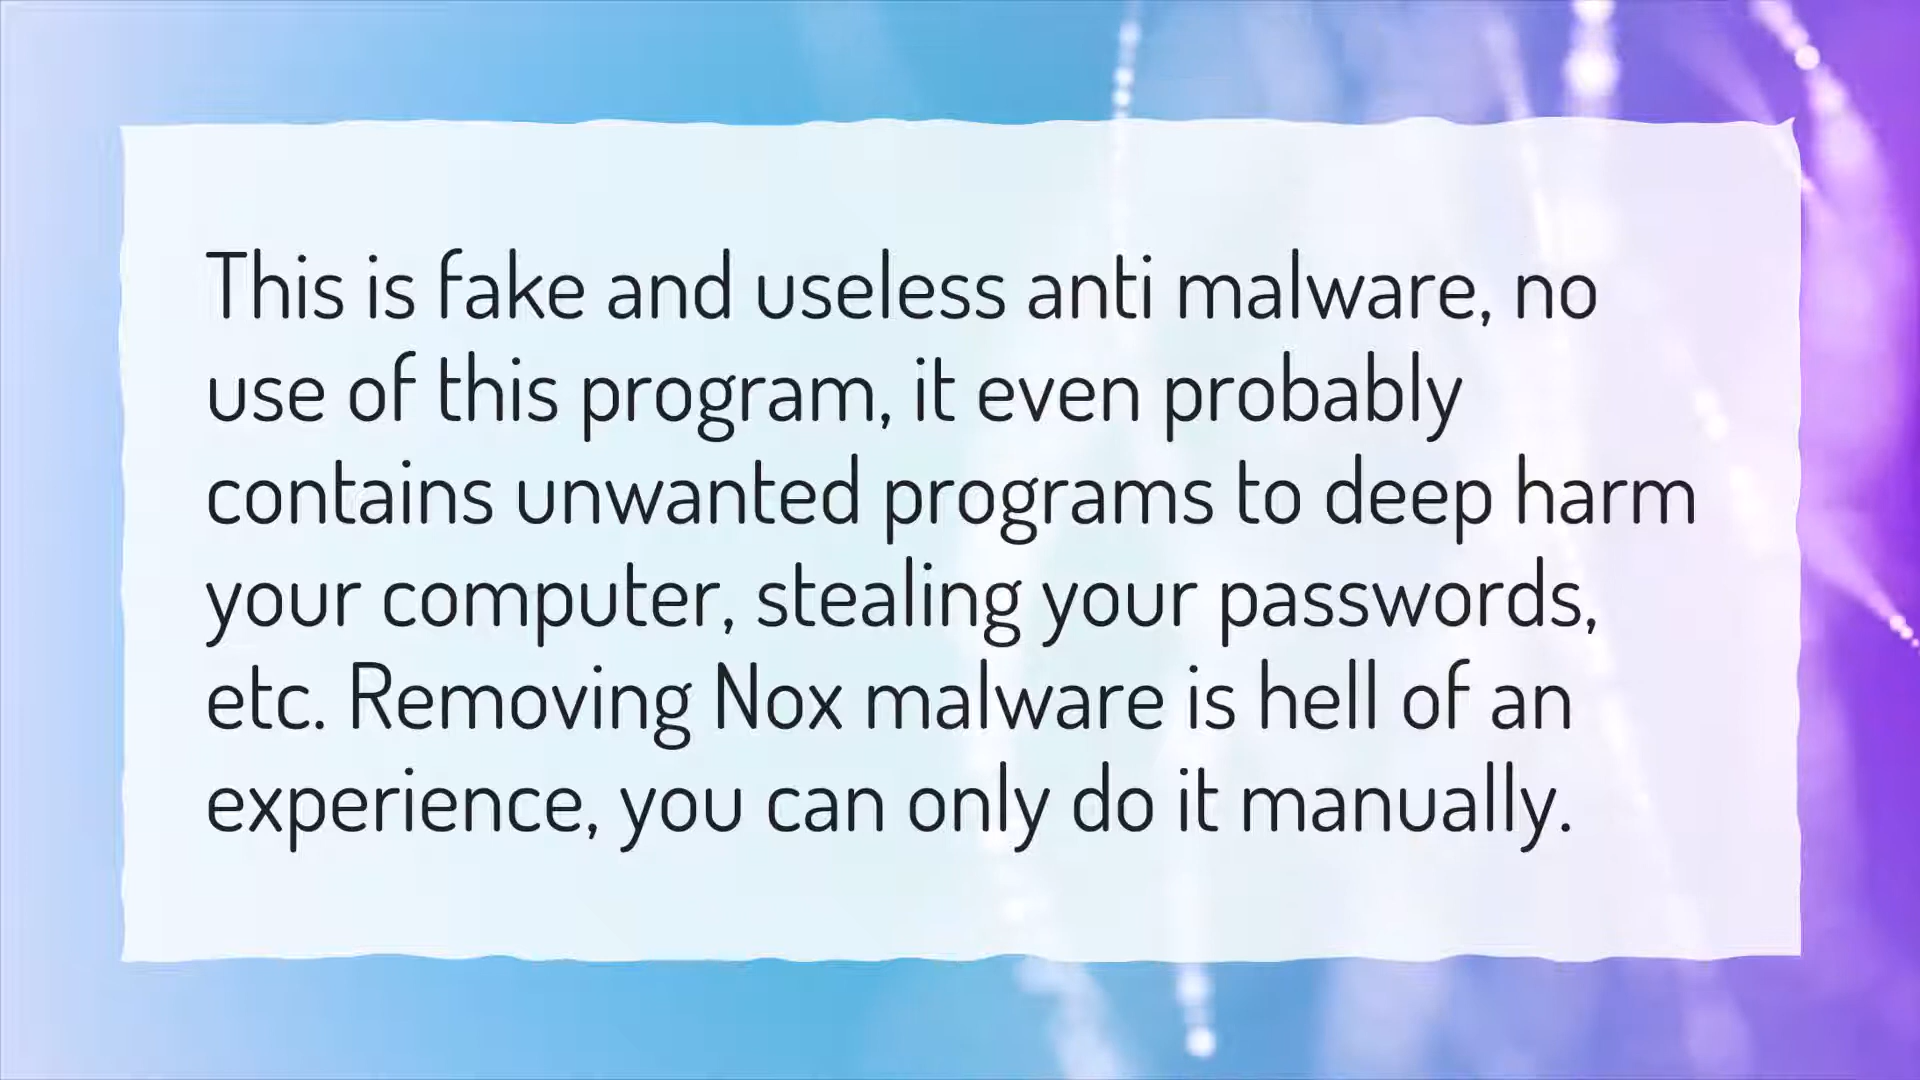 This is fake and useless anti malware, no
use of this program, it even probably
contains unwanted programs to deep harm
your computer, stealing your passwords,
etc. Removing Nox malware is hell of an
experience, you can only do it manually.